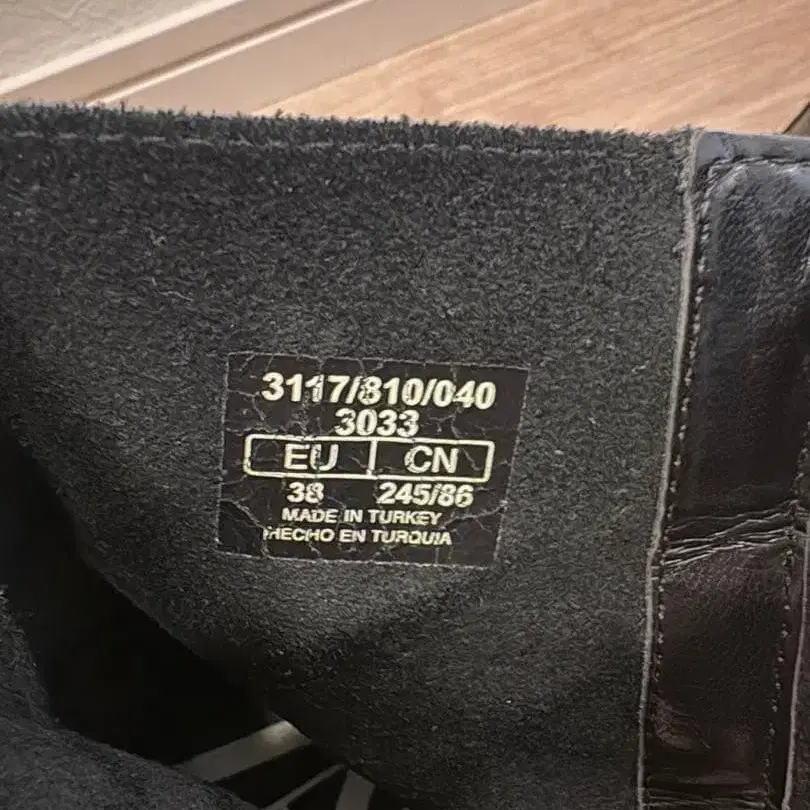 3117/810/040
3033
EU CN
38 245/86
MADE IN TURKEY
HECHO EN TURQUIA